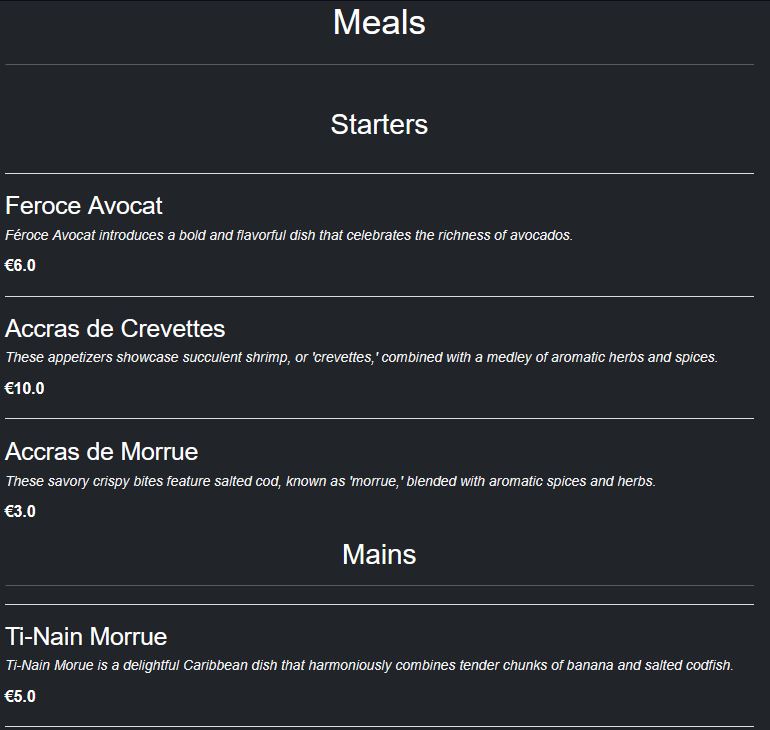 Meals
Starters
Feroce Avocat
Féroce Avocat introduces a bold and flavorful dish that celebrates the richness of avocados.
€6.0
Accras de Crevettes
These appetizers showcase succulent shrimp, or 'crevettes,' combined with a medley of aromatic herbs and spices.
€10.0
Accras de Morrue
These savory crispy bites feature salted cod, known as 'morrue,' blended with aromatic spices and herbs.
€3.0
Mains
Ti-Nain Morrue
Ti-Nain Morue is a delightful Caribbean dish that harmoniously combines tender chunks of banana and salted codfish.
€5.0